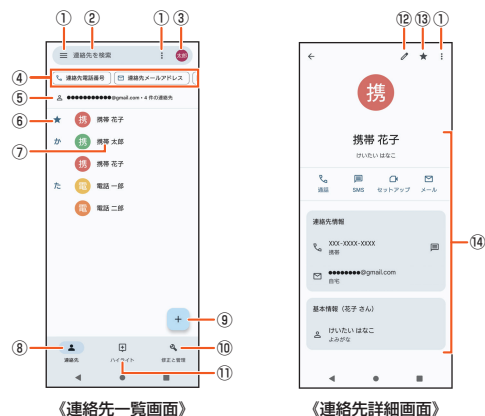 ① ② ① ③
連絡先を検索 太郎
④ 連絡先電話番号 連絡先メールアドレス
⑤ ●●●●●●●●●●●@gmail.com・4 件の連絡先
⑥ ★ 携 携帯 花子
⑦ か 携 携帯 太郎
携 携帯 花子
た 電 電話 一郎
電 電話 二郎
+ ⑨
⑧ ⑩
連絡先 ハイライト 修正と管理
⑪
《連絡先一覧画面》
⑫ ⑬ ①
携
携帯 花子
けいたい はなこ
通話 SMS セットアップ メール
連絡先情報
⑭
XXX-XXXX-XXXX
携帯
●●●●●●●●@gmail.com
自宅
基本情報（花子 さん）
けいたい はなこ
よみがな
《連絡先詳細画面》